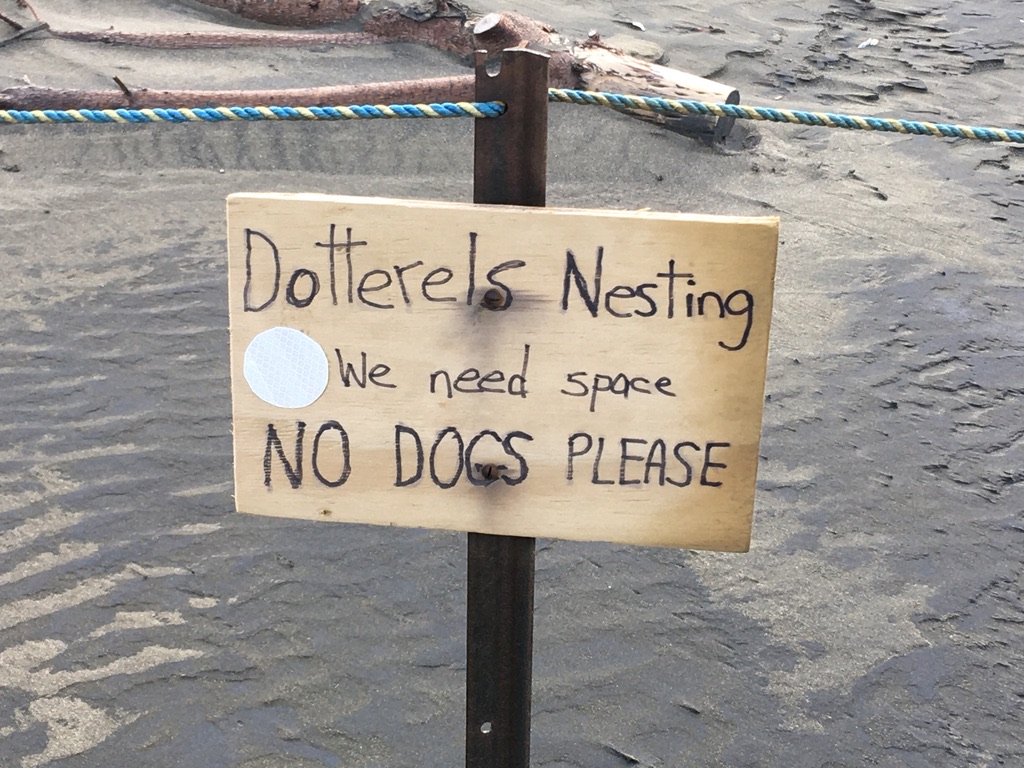 Dotterels Nesting
We need space
NO DOGS PLEASE